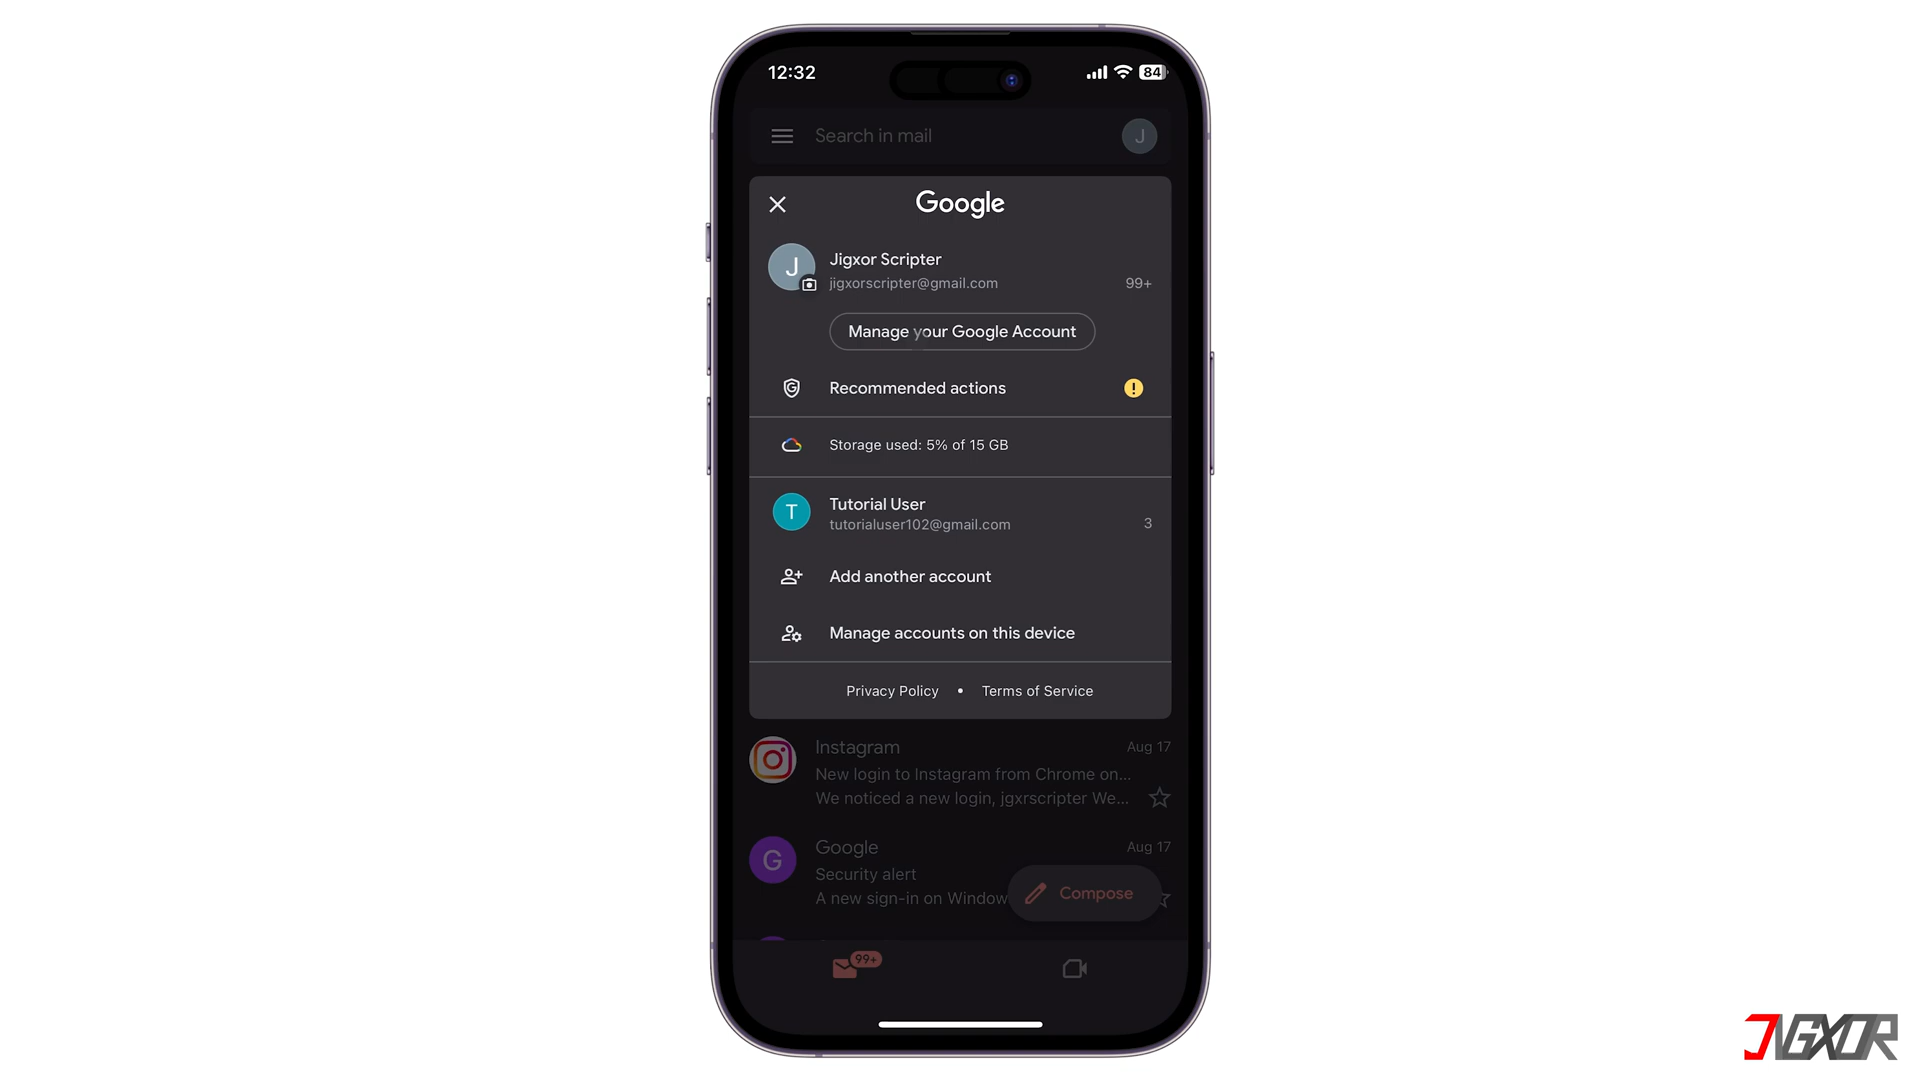 12:32
84
Search in mail
J
Google
J
Jigxor Scripter
jigxorscripter@gmail.com
99+
Manage your Google Account
Recommended actions
!
Storage used: 5% of 15 GB
T
Tutorial User
tutorialuser102@gmail.com
3
Add another account
Manage accounts on this device
Privacy Policy • Terms of Service
Instagram
Aug 17
New login to Instagram from Chrome on...
We noticed a new login, jgxrscripter We...
G
Google
Aug 17
Security alert
A new sign-in on Window
Compose
99+
JIGXOR